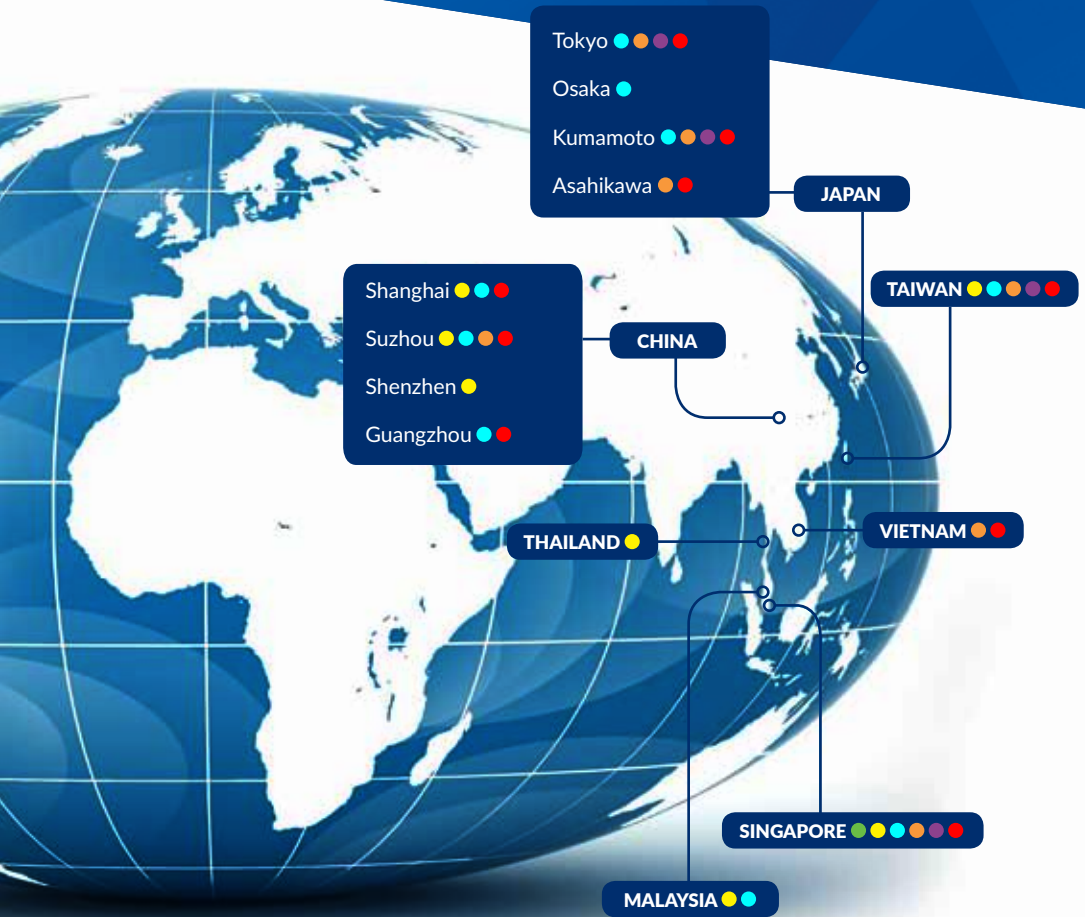 Tokyo
Osaka
Kumamoto
Asahikawa
JAPAN
TAIWAN
Shanghai
Suzhou
Shenzhen
Guangzhou
CHINA
THAILAND
VIETNAM
SINGAPORE
MALAYSIA